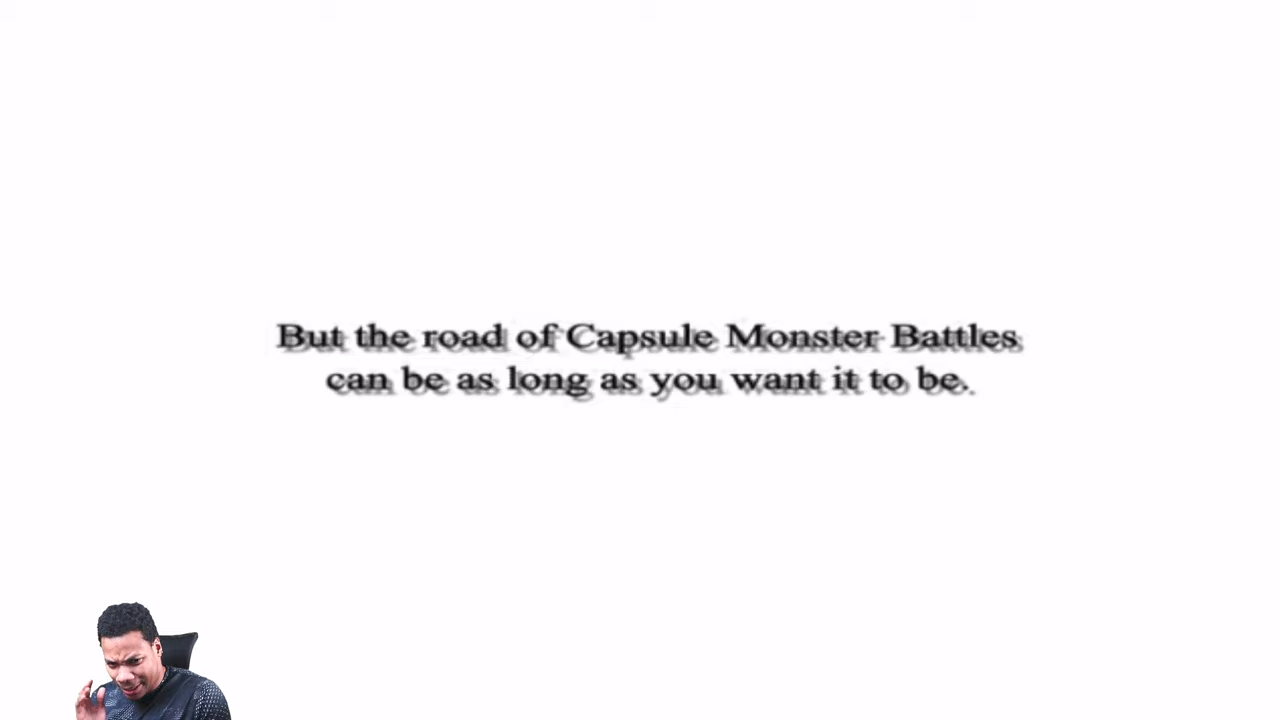 But the road of Capsule Monster Battles
can be as long as you want it to be.